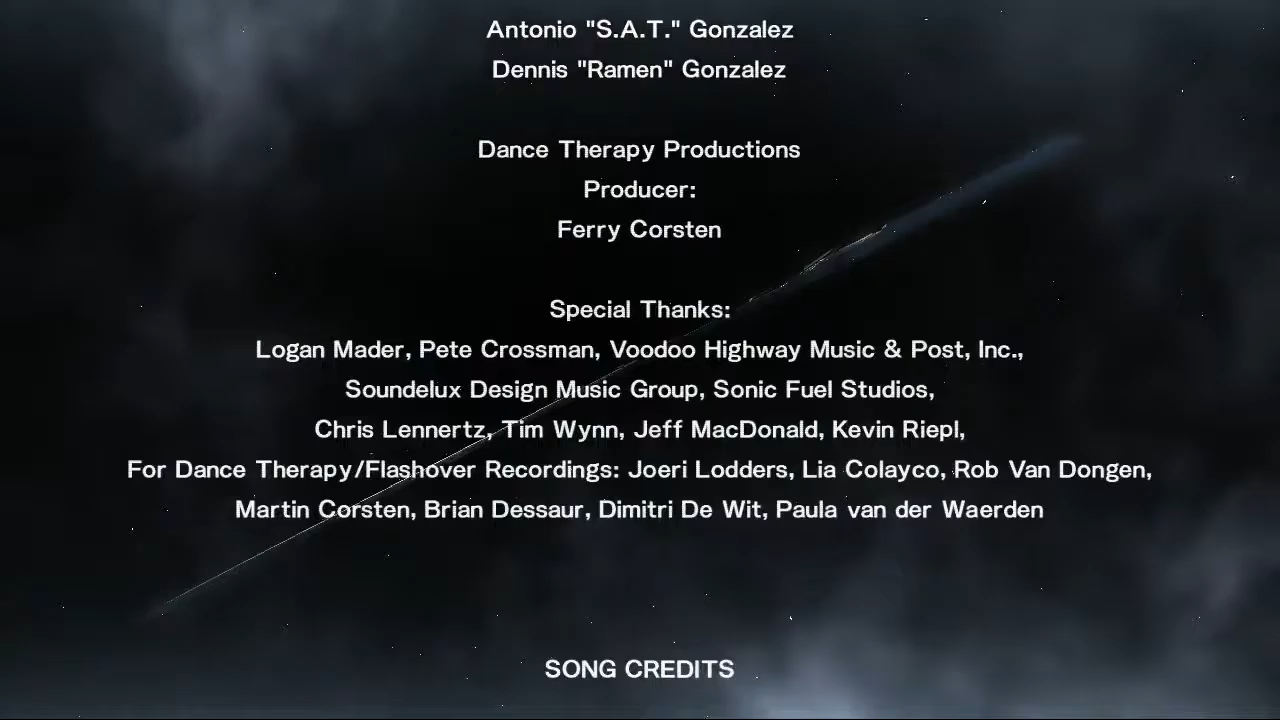 Antonio "S.A.T." Gonzalez
Dennis "Ramen" Gonzalez
Dance Therapy Productions
Producer:
Ferry Corsten
Special Thanks:
Logan Mader, Pete Crossman, Voodoo Highway Music & Post, Inc.,
Soundelux Design Music Group, Sonic Fuel Studios,
Chris Lennertz, Tim Wynn, Jeff MacDonald, Kevin Riepl,
For Dance Therapy/Flashover Recordings: Joeri Lodders, Lia Colayco, Rob Van Dongen,
Martin Corsten, Brian Dessaur, Dimitri De Wit, Paula van der Waerden
SONG CREDITS